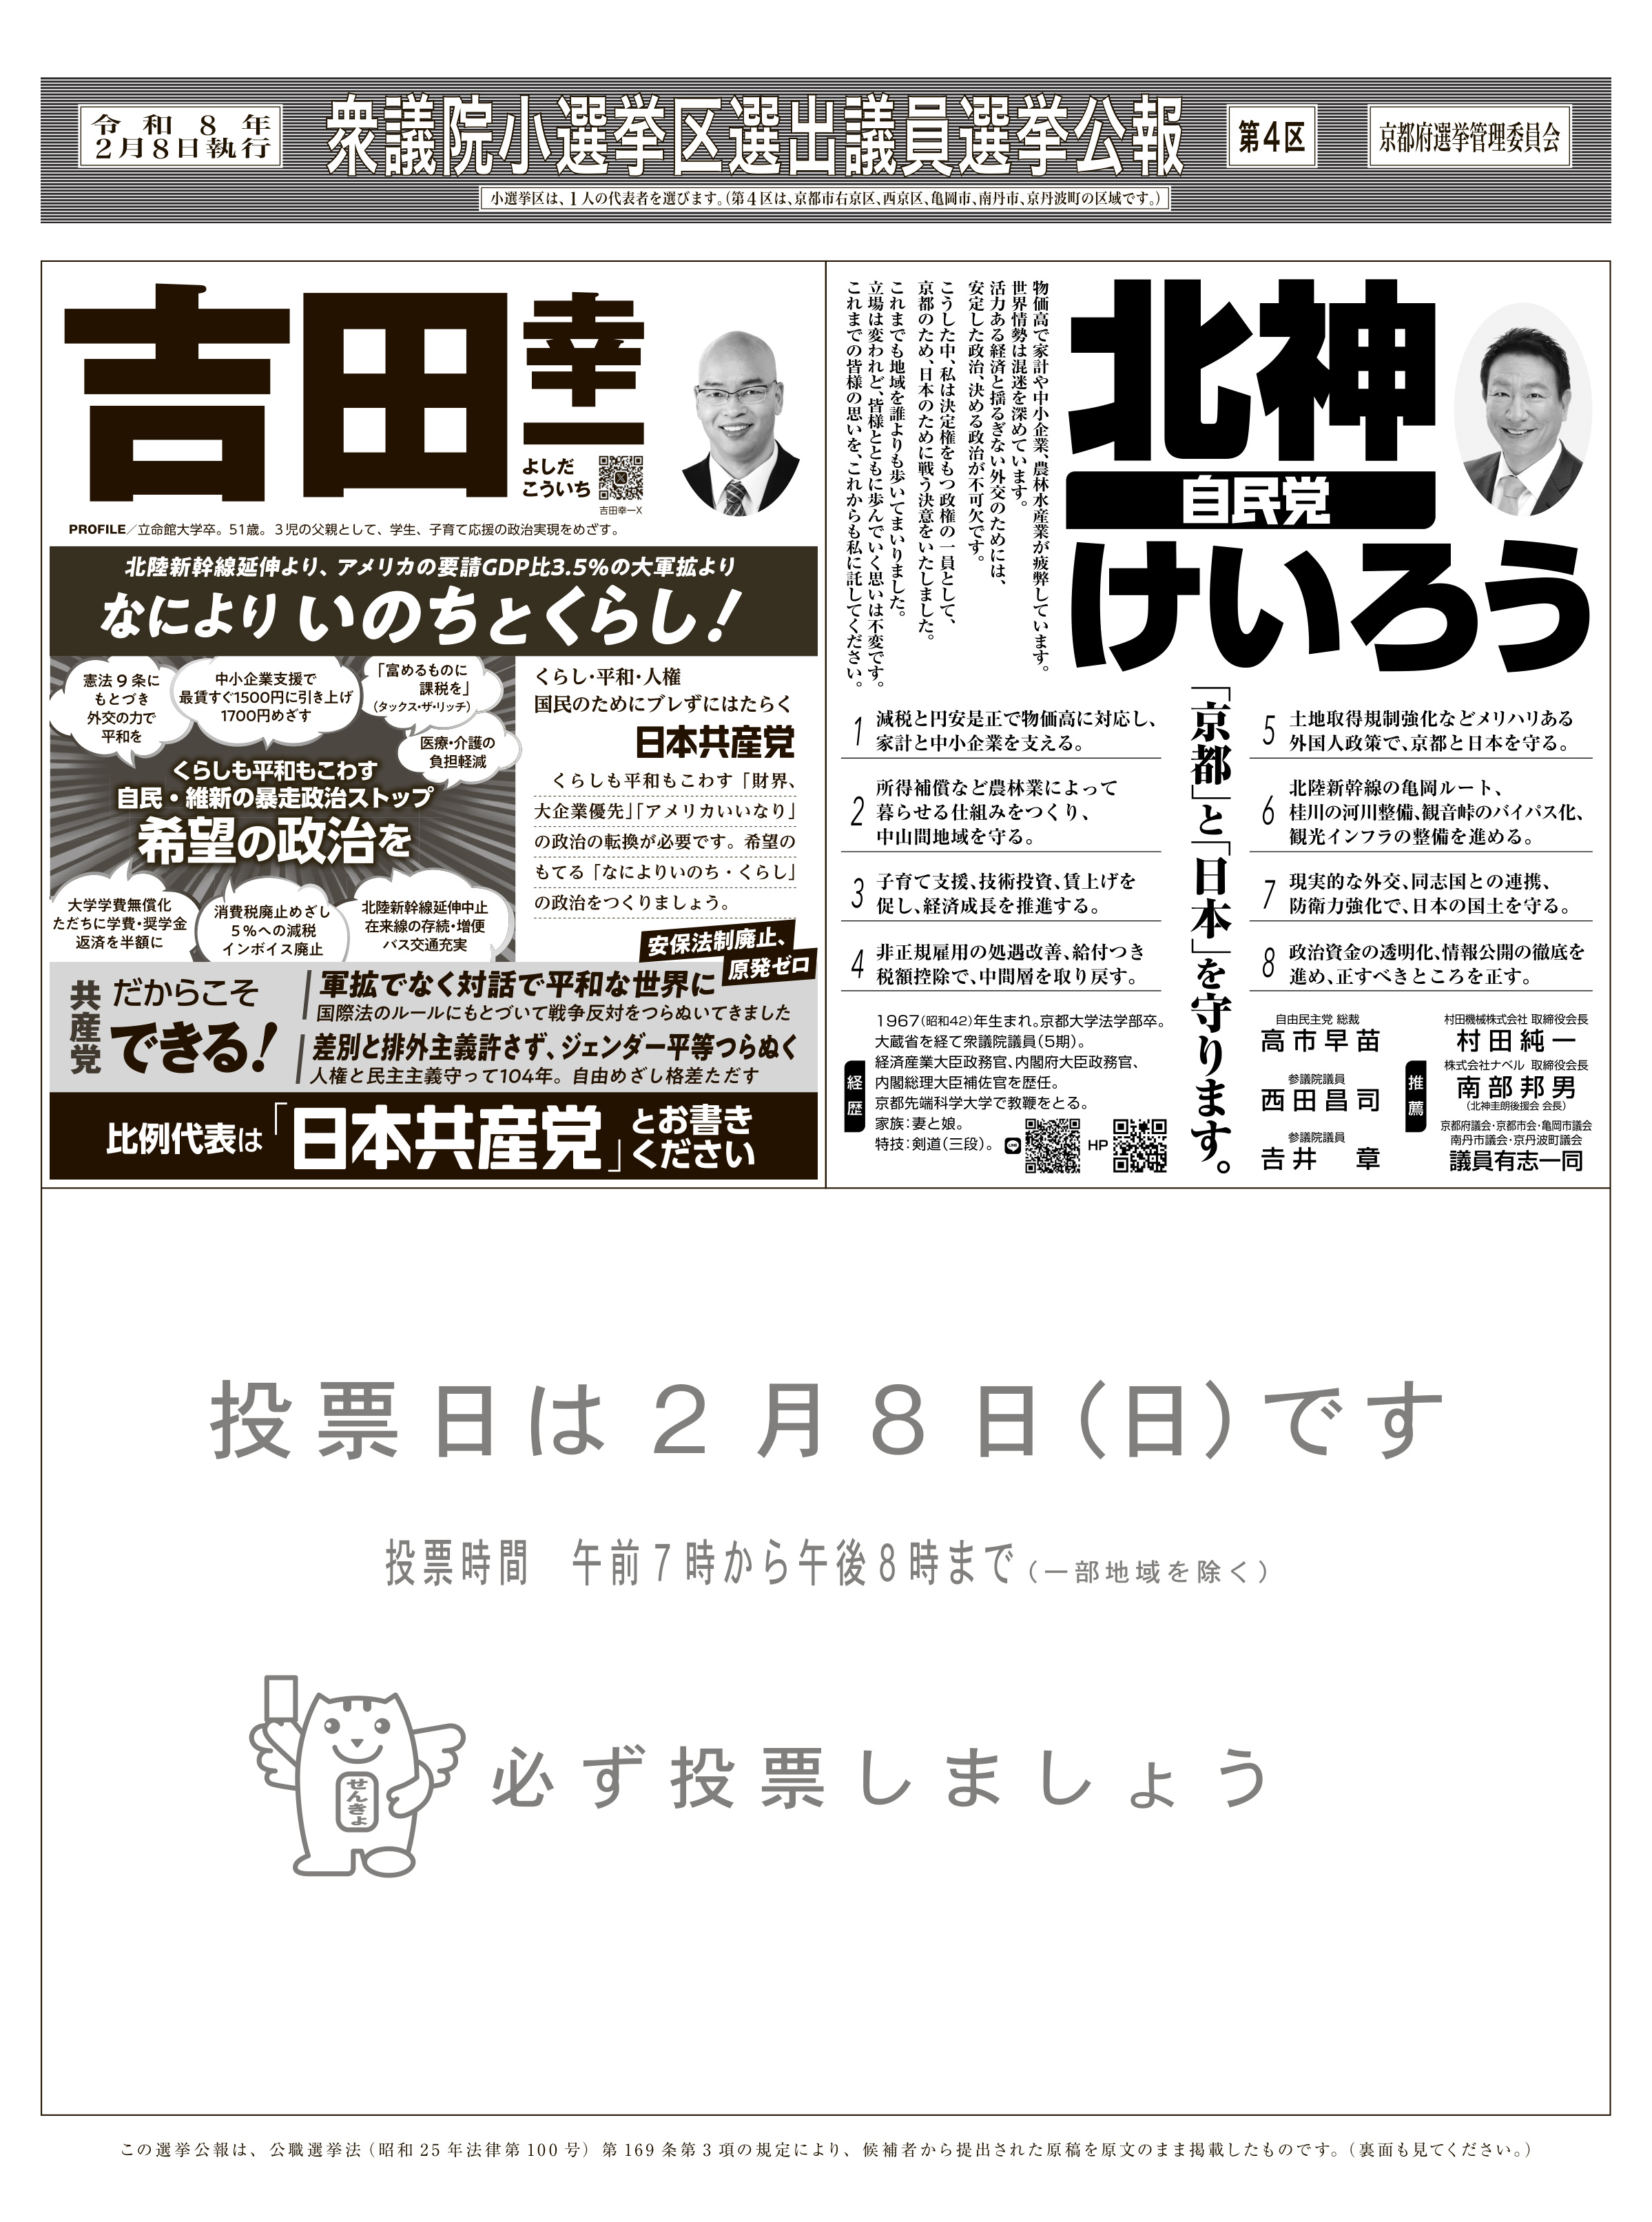 令和8年
2月8日執行
衆議院小選挙区選出議員選挙公報
第4区
京都府選挙管理委員会
小選挙区は、1人の代表者を選びます。(第4区は、京都市右京区、西京区、亀岡市、南丹市、京丹波町の区域です。)
吉田幸一
よしだ
こういち
吉田幸一X
PROFILE/立命館大学卒。51歳。3児の父親として、学生、子育て応援の政治実現をめざす。
北陸新幹線延伸より、アメリカの要請GDP比3.5%の大軍拡より
なにより いのちとくらし!
憲法9条に
もとづき
外交の力で
平和を
中小企業支援で
最賃すぐ1500円に引き上げ
1700円めざす
「富めるものに
課税を」
(タックス・ザ・リッチ)
医療・介護の
負担軽減
くらしも平和もこわす
自民・維新の暴走政治ストップ
希望の政治を
大学学費無償化
ただちに学費・奨学金
返済を半額に
消費税廃止めざし
5%への減税
インボイス廃止
北陸新幹線延伸中止
在来線の存続・増便
バス交通充実
くらし・平和・人権
国民のためにブレずにはたらく
日本共産党
くらしも平和もこわす「財界、
大企業優先」「アメリカいいなり」
の政治の転換が必要です。希望の
もてる「なによりいのち・くらし」
の政治をつくりましょう。
安保法制廃止、
原発ゼロ
共産党
だからこそ
できる!
軍拡でなく対話で平和な世界に
国際法のルールにもとづいて戦争反対をつらぬいてきました
差別と排外主義許さず、ジェンダー平等つらぬく
人権と民主主義守って104年。自由めざし格差ただす
比例代表は「日本共産党」とお書き
ください
北神
自民党
けいろう
物価高で家計や中小企業、農林水産業が疲弊しています。
世界情勢は混迷を深めています。
活力ある経済と揺るぎない外交のためには、
安定した政治、決める政治が不可欠です。
こうした中、私は決定権をもつ政権の一員として、
京都のため、日本のために戦う決意をいたしました。
これまでも地域を誰よりも歩いてまいりました。
立場は変われど、皆様とともに歩んでいく思いは不変です。
これまでの皆様の思いを、これからも私に託してください。
「京都」と「日本」を守ります。
1 減税と円安是正で物価高に対応し、
家計と中小企業を支える。
2 所得補償など農林業によって
暮らせる仕組みをつくり、
中山間地域を守る。
3 子育て支援、技術投資、賃上げを
促し、経済成長を推進する。
4 非正規雇用の処遇改善、給付つき
税額控除で、中間層を取り戻す。
5 土地取得規制強化などメリハリある
外国人政策で、京都と日本を守る。
6 北陸新幹線の亀岡ルート、
桂川の河川整備、観音峠のバイパス化、
観光インフラの整備を進める。
7 現実的な外交、同志国との連携、
防衛力強化で、日本の国土を守る。
8 政治資金の透明化、情報公開の徹底を
進め、正すべきところを正す。
経歴
1967(昭和42)年生まれ。京都大学法学部卒。
大蔵省を経て衆議院議員(5期)。
経済産業大臣政務官、内閣府大臣政務官、
内閣総理大臣補佐官を歴任。
京都先端科学大学で教鞭をとる。
家族:妻と娘。
特技:剣道(三段)。
LINE
HP
自由民主党 総裁
高市早苗
参議院議員
西田昌司
参議院議員
吉井 章
推薦
村田機械株式会社 取締役会長
村田純一
株式会社ナベル 取締役会長
南部邦男
(北神圭朗後援会 会長)
京都府議会・京都市会・亀岡市議会
南丹市議会・京丹波町議会
議員有志一同
投票日は2月8日(日)です
投票時間 午前7時から午後8時まで(一部地域を除く)
せんきょ
必ず投票しましょう
この選挙公報は、公職選挙法(昭和25年法律第100号)第169条第3項の規定により、候補者から提出された原稿を原文のまま掲載したものです。(裏面も見てください。)